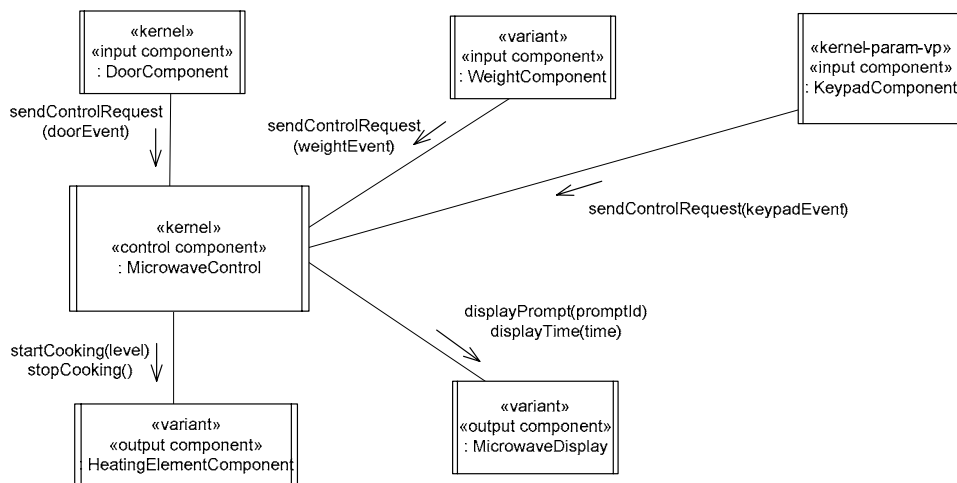 «kernel»
«input component»
: DoorComponent
«variant»
«input component»
: WeightComponent
«kernel-param-vp»
«input component»
: KeypadComponent
sendControlRequest
(doorEvent)
sendControlRequest
(weightEvent)
sendControlRequest(keypadEvent)
«kernel»
«control component»
: MicrowaveControl
displayPrompt(promptId)
displayTime(time)
startCooking(level)
stopCooking()
«variant»
«output component»
: HeatingElementComponent
«variant»
«output component»
: MicrowaveDisplay